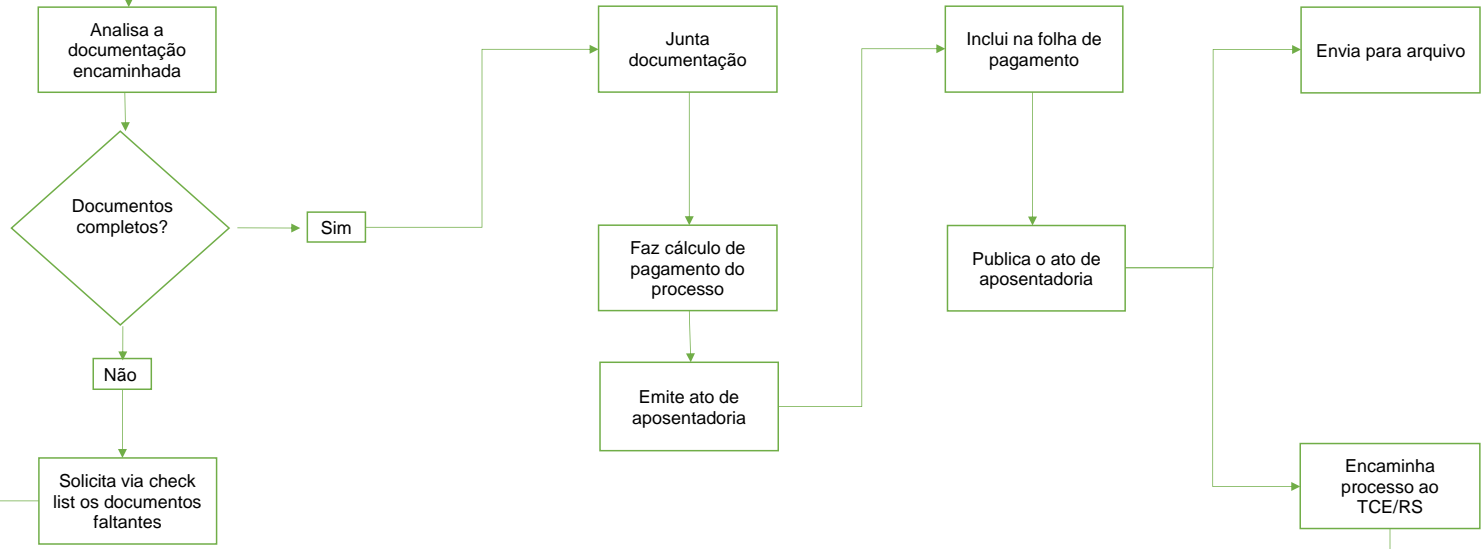 Analisa a
documentação
encaminhada
Documentos
completos?
Sim
Não
Solicita via check
list os documentos
faltantes
Junta
documentação
Faz cálculo de
pagamento do
processo
Emite ato de
aposentadoria
Inclui na folha de
pagamento
Publica o ato de
aposentadoria
Envia para arquivo
Encaminha
processo ao
TCE/RS